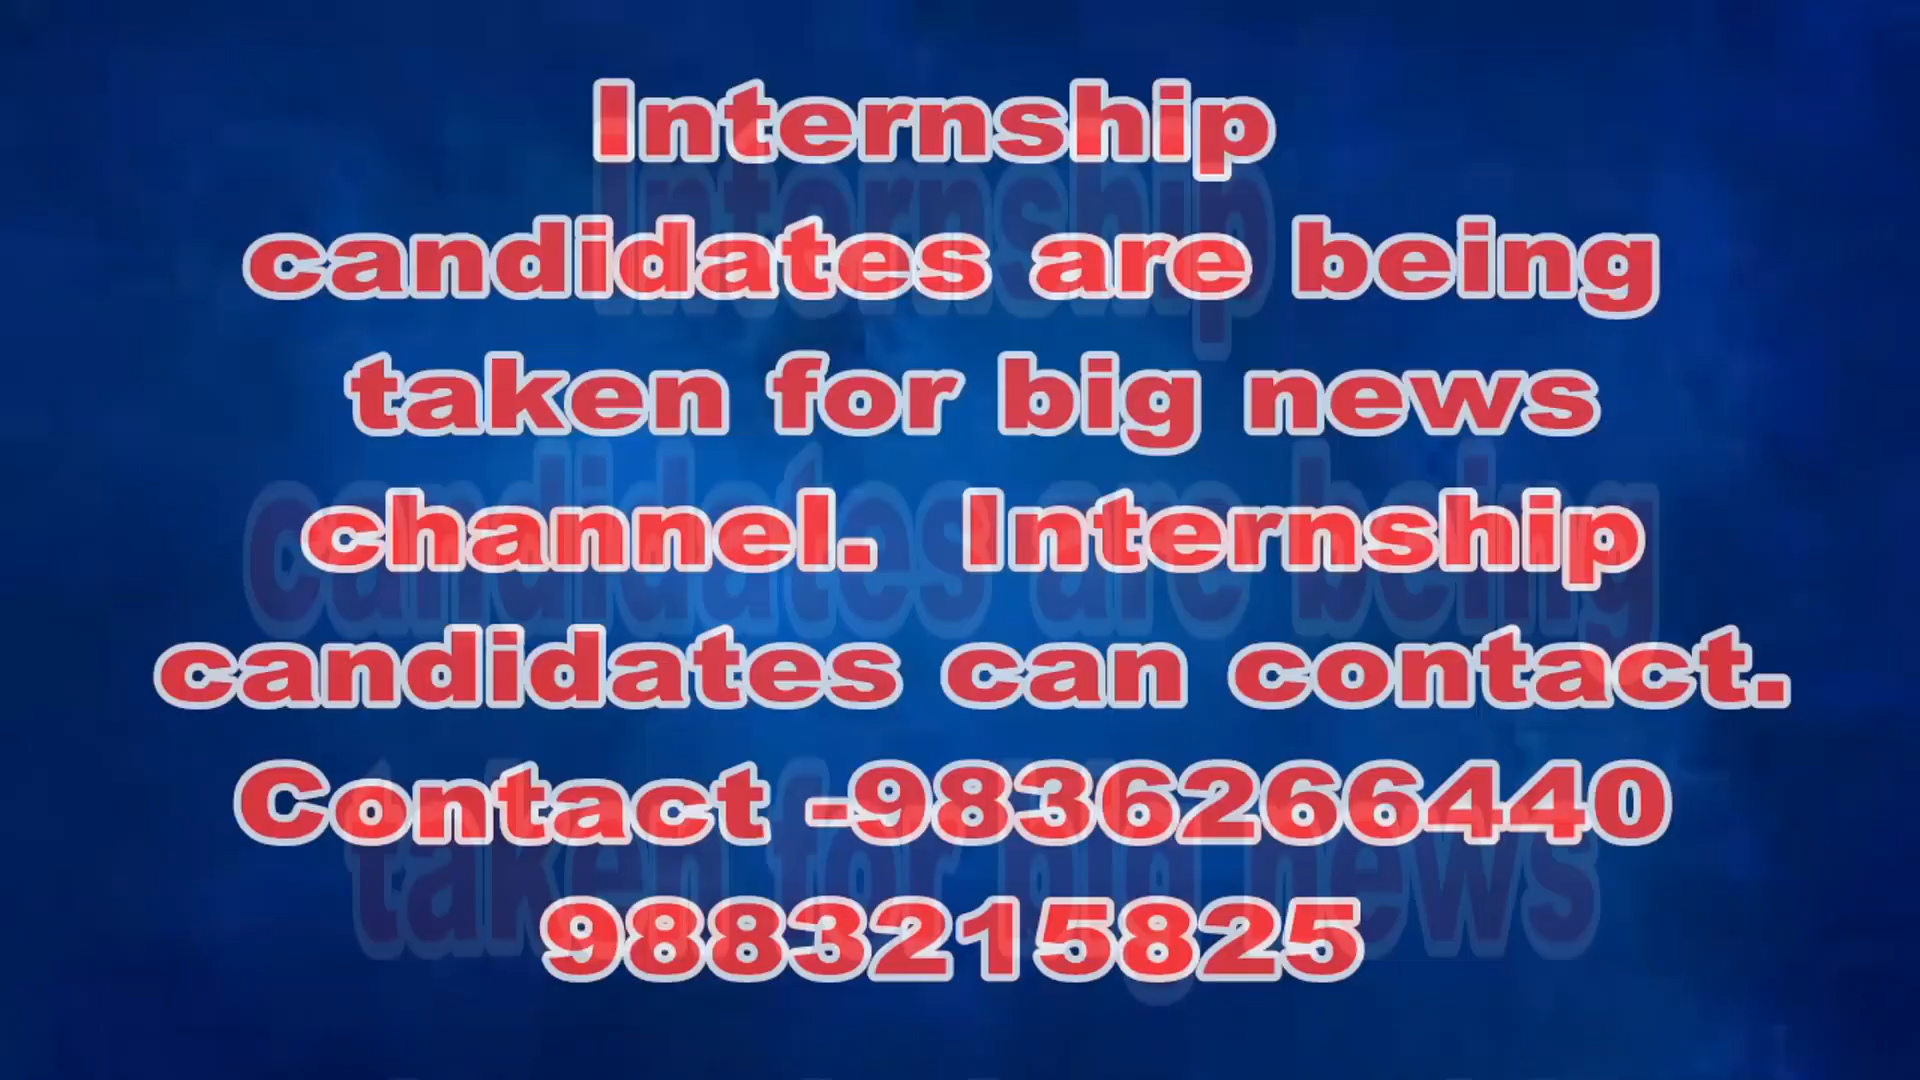 Internship
candidates are being
taken for big news
channel. Internship
candidates can contact.
Contact -9836266440
9883215825